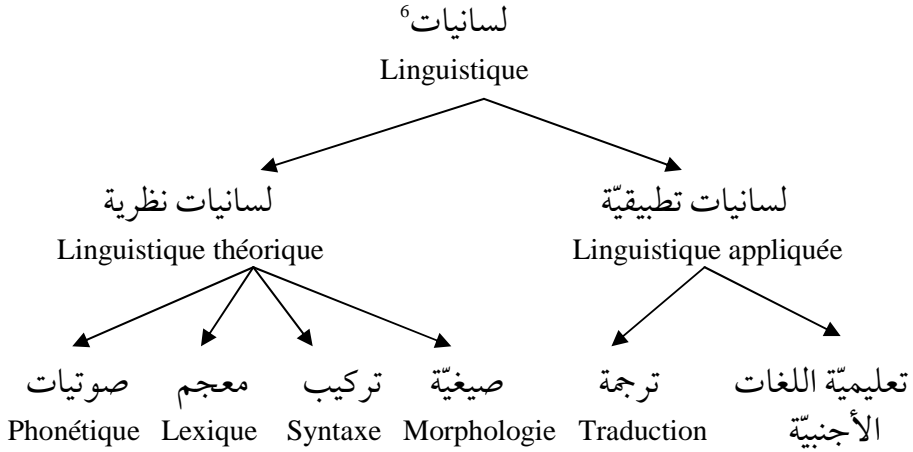 لسانيات⁶
Linguistique
لسانيات نظرية
Linguistique théorique
لسانيات تطبيقيّة
Linguistique appliquée
صوتيات
Phonétique
معجم
Lexique
تركيب
Syntaxe
صيغيّة
Morphologie
ترجمة
Traduction
تعليميّة اللغات
الأجنبيّة